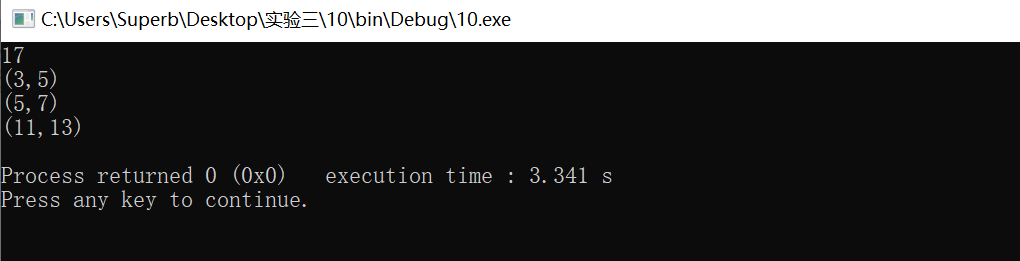 C:\Users\Superb\Desktop\实验三\10\bin\Debug\10.exe
17
(3,5)
(5,7)
(11,13)
Process returned 0 (0x0)   execution time : 3.341 s
Press any key to continue.